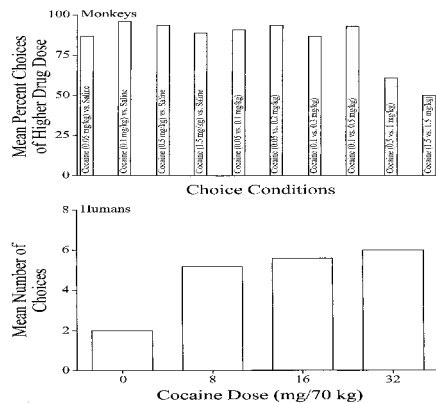 Monkeys
100
75
50
25
0
Mean Percent Choices
of Higher Drug Dose
Cocaine (0.05 mg/kg) vs. Saline
Cocaine (0.1 mg/kg) vs. Saline
Cocaine (0.5 mg/kg) vs. Saline
Cocaine (1.5 mg/kg) vs. Saline
Cocaine (0.05 vs. 0.1 mg/kg)
Cocaine (0.05 vs. 0.2 mg/kg)
Cocaine (0.1 vs. 0.3 mg/kg)
Cocaine (0.1 vs. 0.5 mg/kg)
Cocaine (0.5 vs. 1 mg/kg)
Cocaine (1.5 vs. 1.5 mg/kg)
Choice Conditions
Humans
8
6
4
2
0
Mean Number of
Choices
0 8 16 32
Cocaine Dose (mg/70 kg)